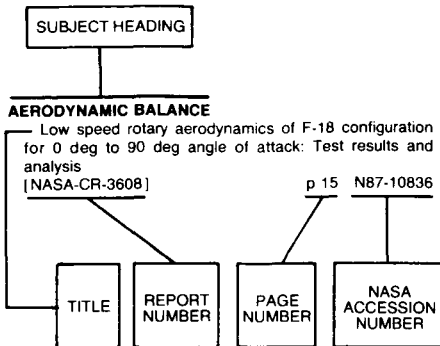 SUBJECT HEADING
AERODYNAMIC BALANCE
Low speed rotary aerodynamics of F-18 configuration
for 0 deg to 90 deg angle of attack: Test results and
analysis
[NASA-CR-3608] p 15 N87-10836
TITLE
REPORT
NUMBER
PAGE
NUMBER
NASA
ACCESSION
NUMBER